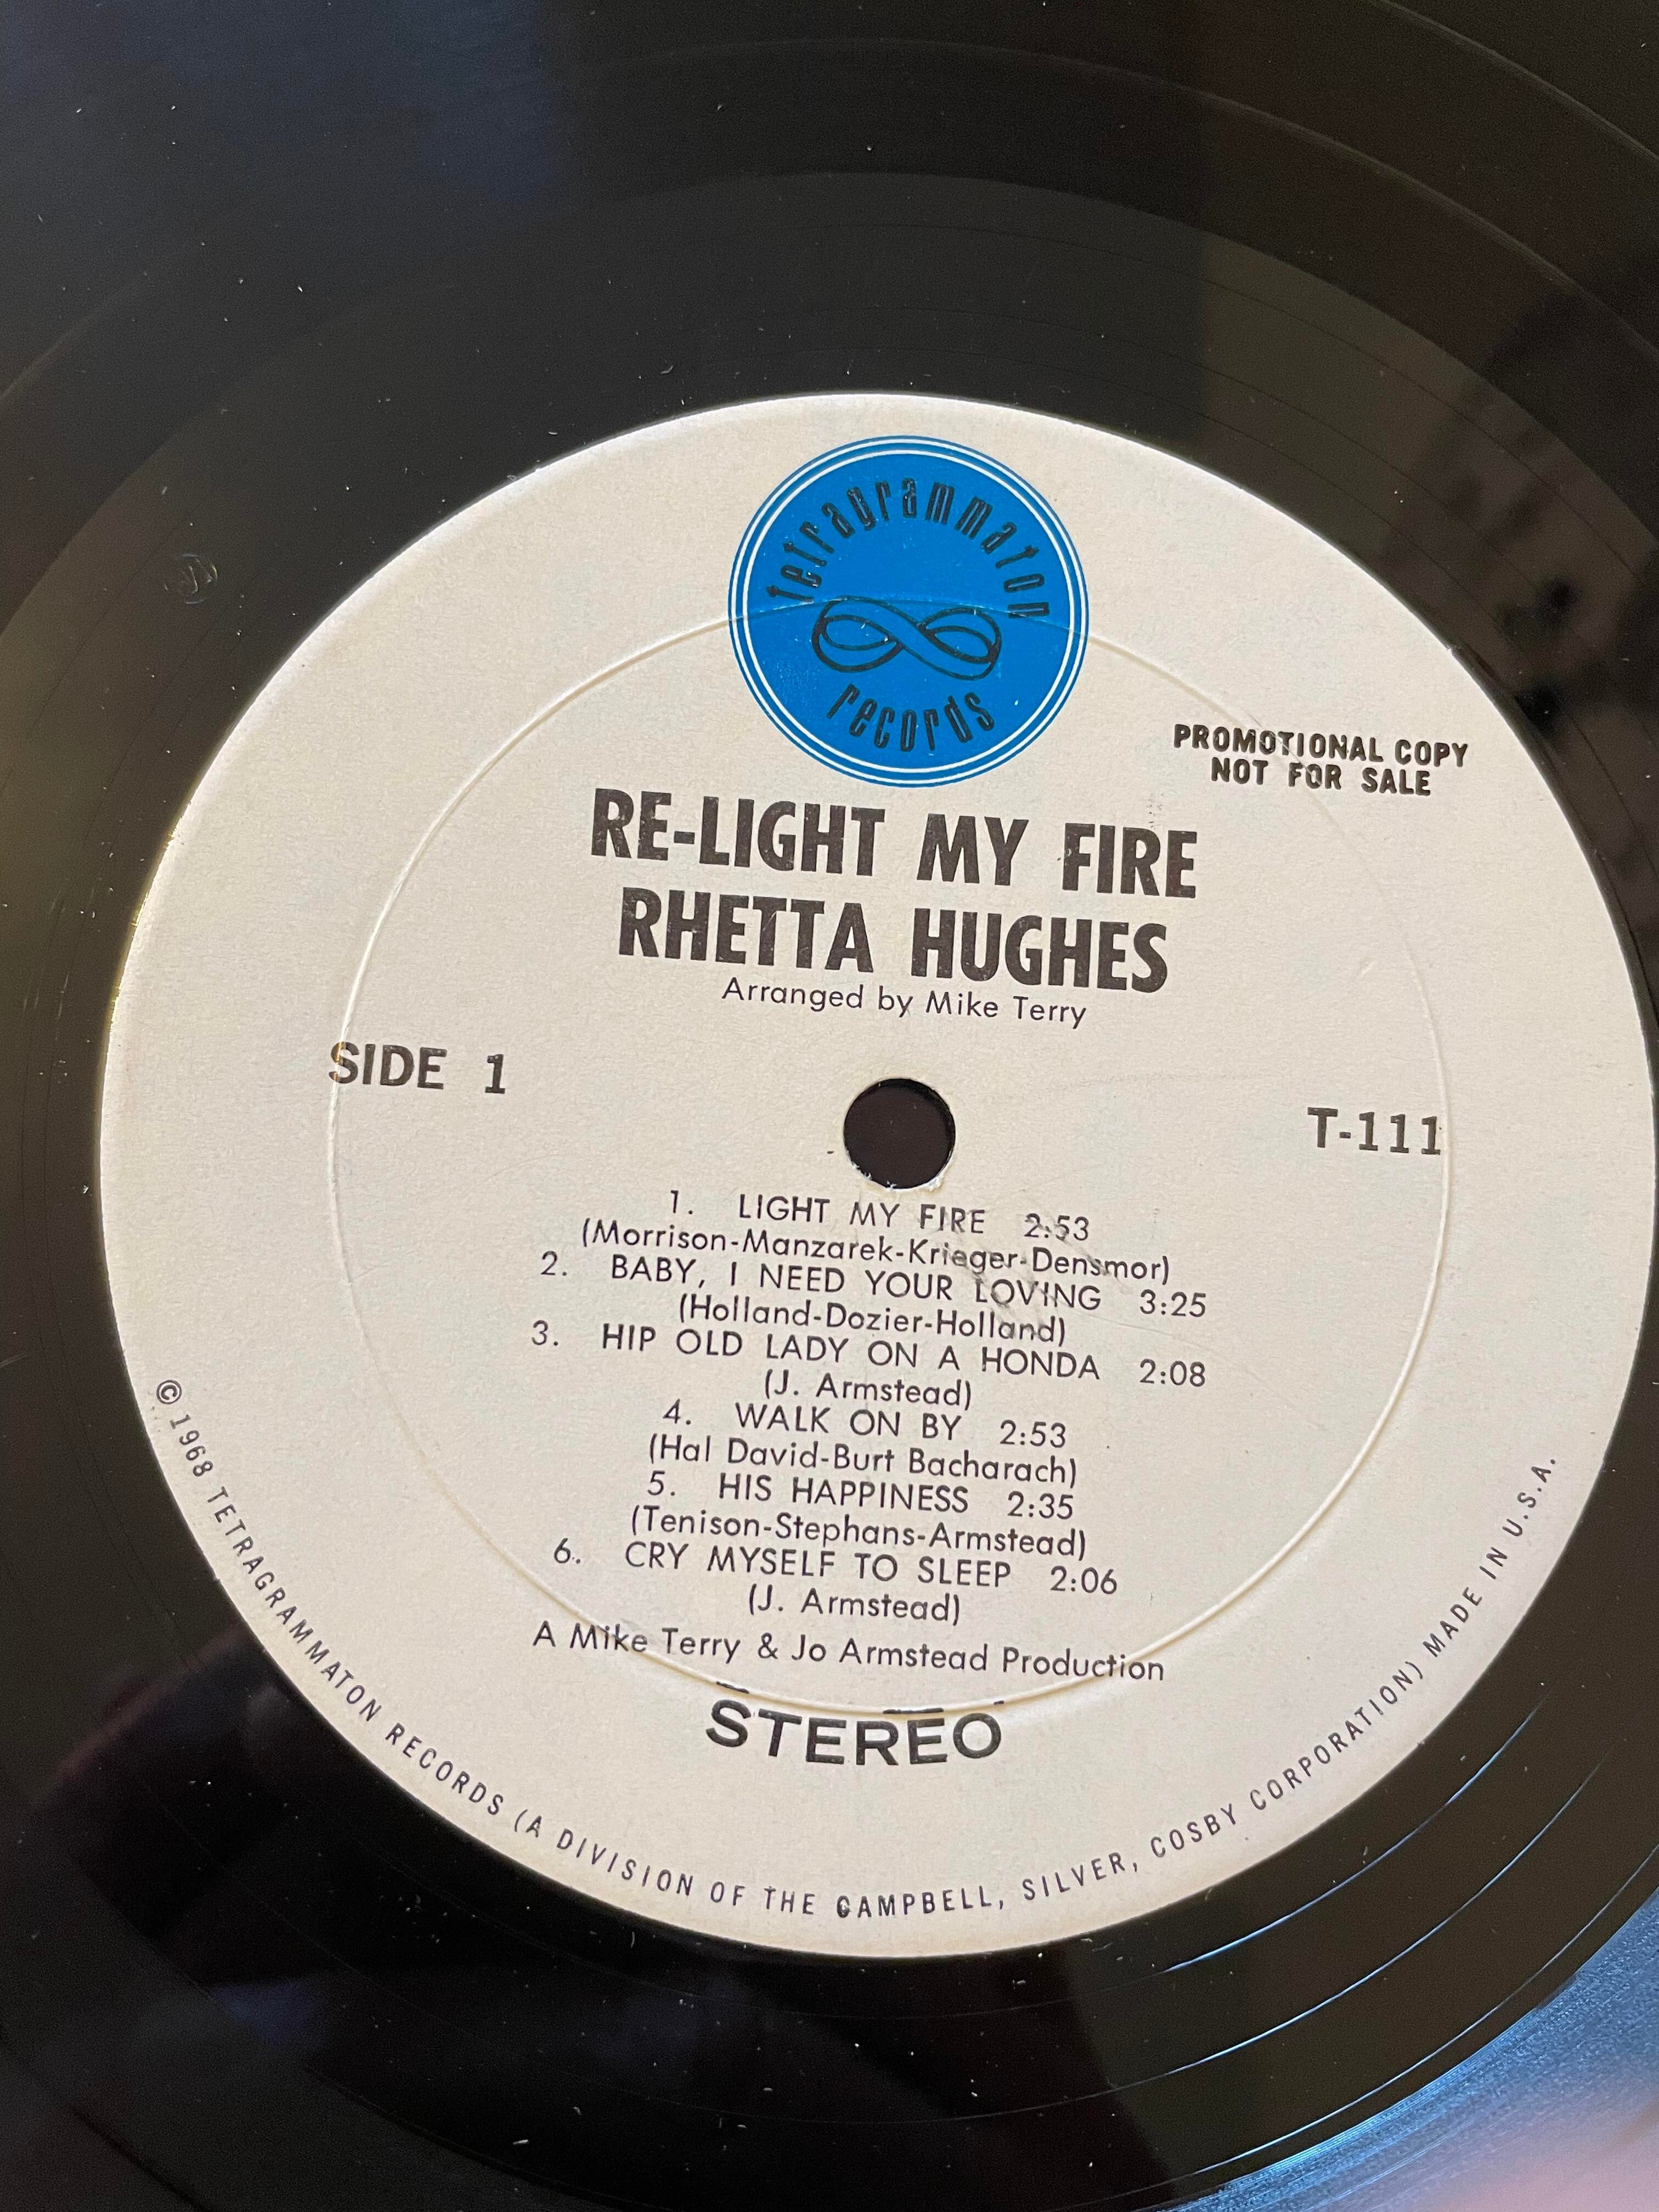 tetragrammaton
records
PROMOTIONAL COPY
NOT FOR SALE
RE-LIGHT MY FIRE
RHETTA HUGHES
Arranged by Mike Terry
SIDE 1
T-111
1. LIGHT MY FIRE 2:53
(Morrison-Manzarek-Krieger-Densmor)
2. BABY, I NEED YOUR LOVING 3:25
(Holland-Dozier-Holland)
3. HIP OLD LADY ON A HONDA 2:08
(J. Armstead)
4. WALK ON BY 2:53
(Hal David-Burt Bacharach)
5. HIS HAPPINESS 2:35
(Tenison-Stephans-Armstead)
6. CRY MYSELF TO SLEEP 2:06
(J. Armstead)
A Mike Terry & Jo Armstead Production
STEREO
© 1968 TETRAGRAMMATON RECORDS (A DIVISION OF THE CAMPBELL, SILVER, COSBY CORPORATION) MADE IN U.S.A.